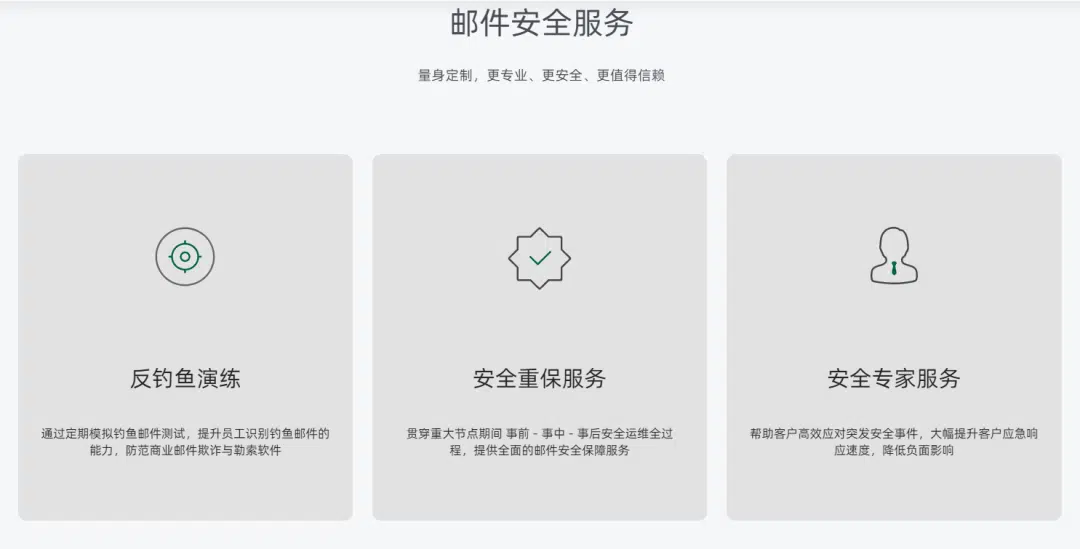 邮件安全服务
量身定制，更专业、更安全、更值得信赖
反钓鱼演练
通过定期模拟钓鱼邮件测试，提升员工识别钓鱼邮件的
能力，防范商业邮件欺诈与勒索软件
安全重保服务
贯穿重大节点期间 事前 - 事中 - 事后安全运维全过
程，提供全面的邮件安全保障服务
安全专家服务
帮助客户高效应对突发安全事件，大幅提升客户应急响
应速度，降低负面影响